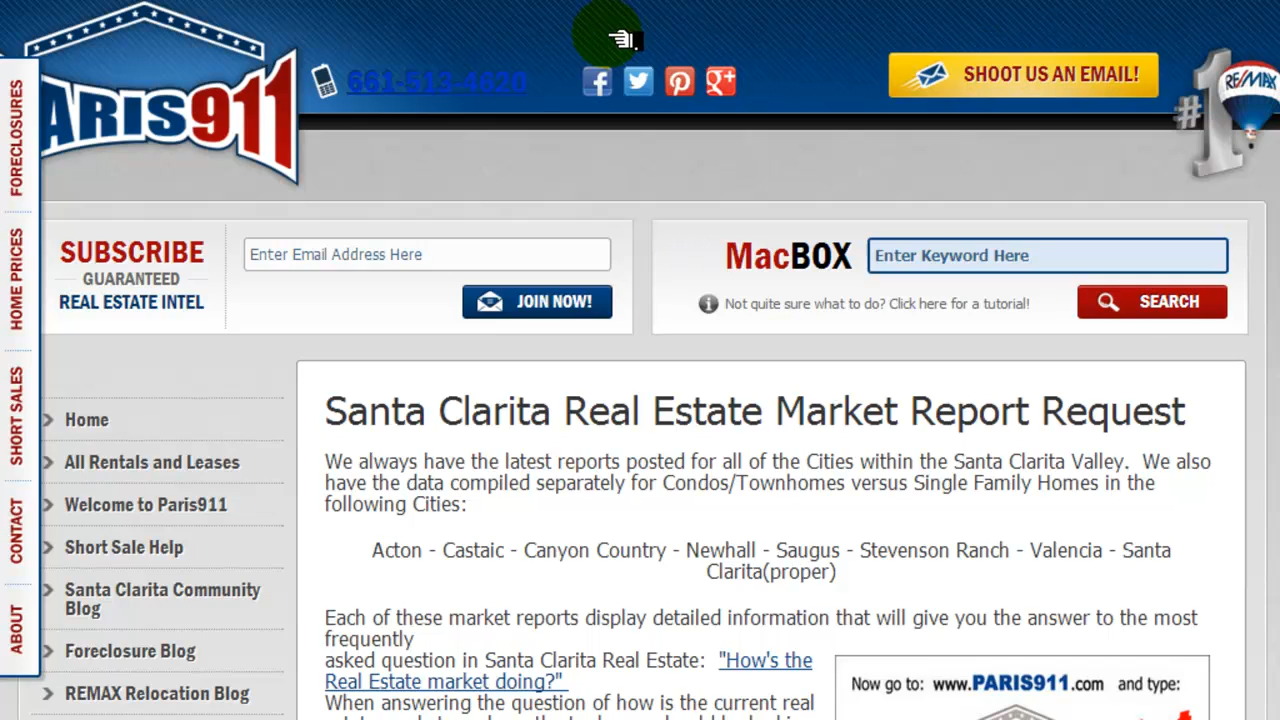 PARIS911
661-513-4620
SHOOT US AN EMAIL!
#1
RE/MAX
FORECLOSURES
HOME PRICES
SHORT SALES
CONTACT
ABOUT
SUBSCRIBE
GUARANTEED
REAL ESTATE INTEL
Enter Email Address Here
JOIN NOW!
MacBOX
Enter Keyword Here
Not quite sure what to do? Click here for a tutorial!
SEARCH
Home
All Rentals and Leases
Welcome to Paris911
Short Sale Help
Santa Clarita Community
Blog
Foreclosure Blog
REMAX Relocation Blog
Santa Clarita Real Estate Market Report Request
We always have the latest reports posted for all of the Cities within the Santa Clarita Valley. We also
have the data compiled separately for Condos/Townhomes versus Single Family Homes in the
following Cities:
Acton - Castaic - Canyon Country - Newhall - Saugus - Stevenson Ranch - Valencia - Santa
Clarita(proper)
Each of these market reports display detailed information that will give you the answer to the most
frequently
asked question in Santa Clarita Real Estate: "How's the
Real Estate market doing?"
When answering the question of how is the current real
Now go to: www.PARIS911.com and type: